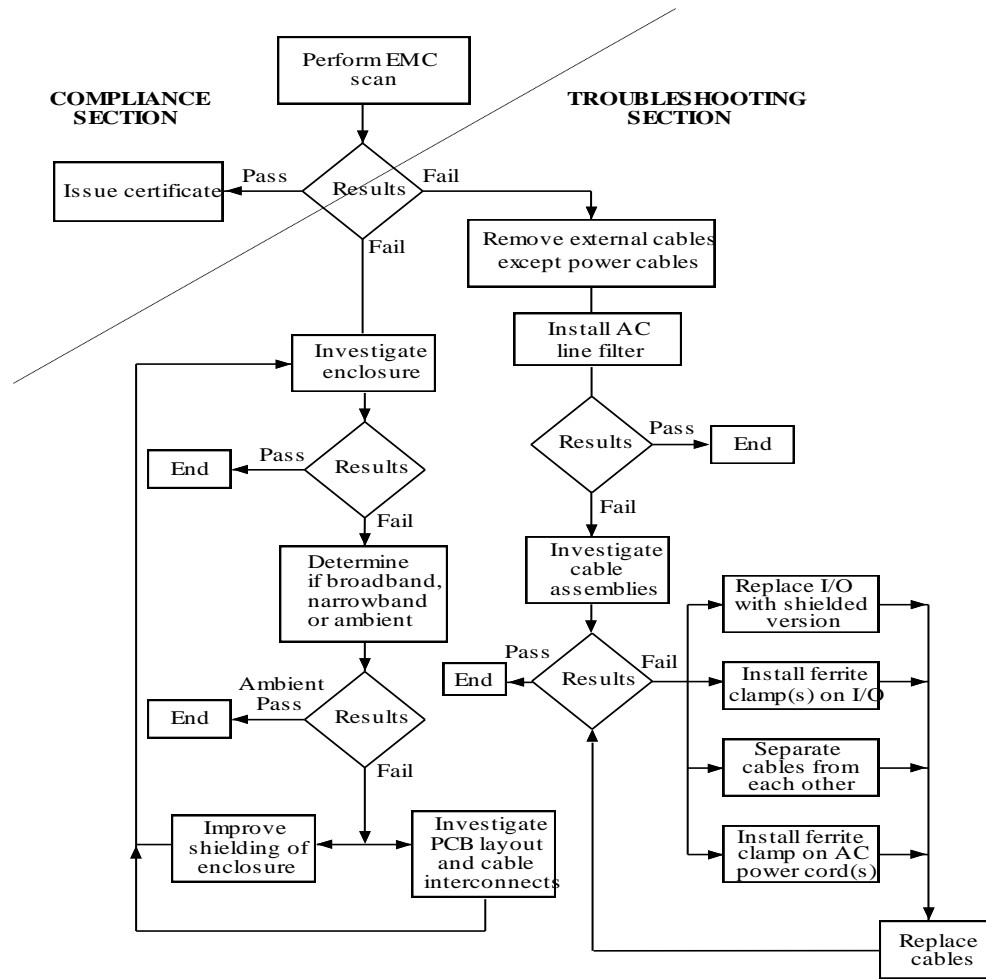 Perform EMC
scan
COMPLIANCE
SECTION
TROUBLESHOOTING
SECTION
Pass
Issue certificate
Results
Fail
Fail
Remove external cables
except power cables
Install AC
line filter
Investigate
enclosure
Results
Pass
End
Fail
Results
Pass
End
Fail
Determine
if broadband,
narrowband
or ambient
Investigate
cable
assemblies
Ambient
Pass
End
Results
Fail
Pass
End
Results
Fail
Replace I/O
with shielded
version
Install ferrite
clamp(s) on I/O
Separate
cables from
each other
Install ferrite
clamp on AC
power cord(s)
Improve
shielding of
enclosure
Investigate
PCB layout
and cable
interconnects
Replace
cables